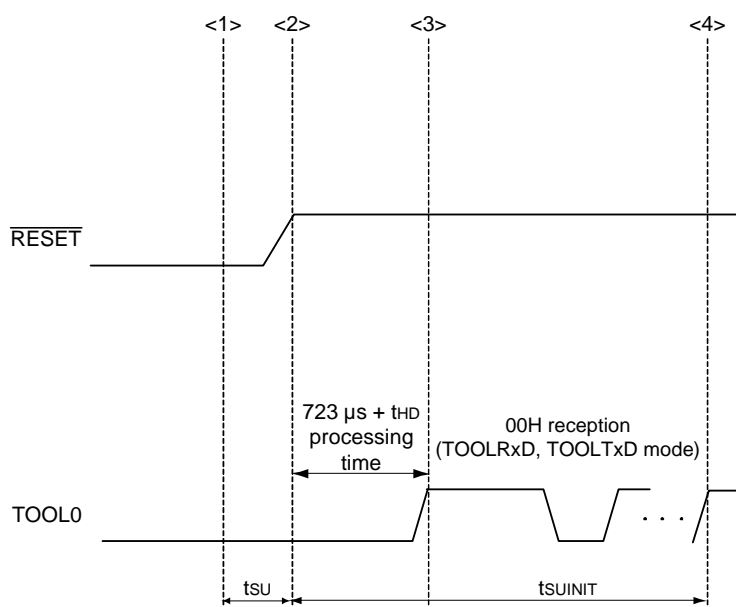 <1> <2> <3> <4>
RESET
723 µs + tHD
processing
time
00H reception
(TOOLRxD, TOOLTxD mode)
TOOL0
. . .
tSU
tSUINIT